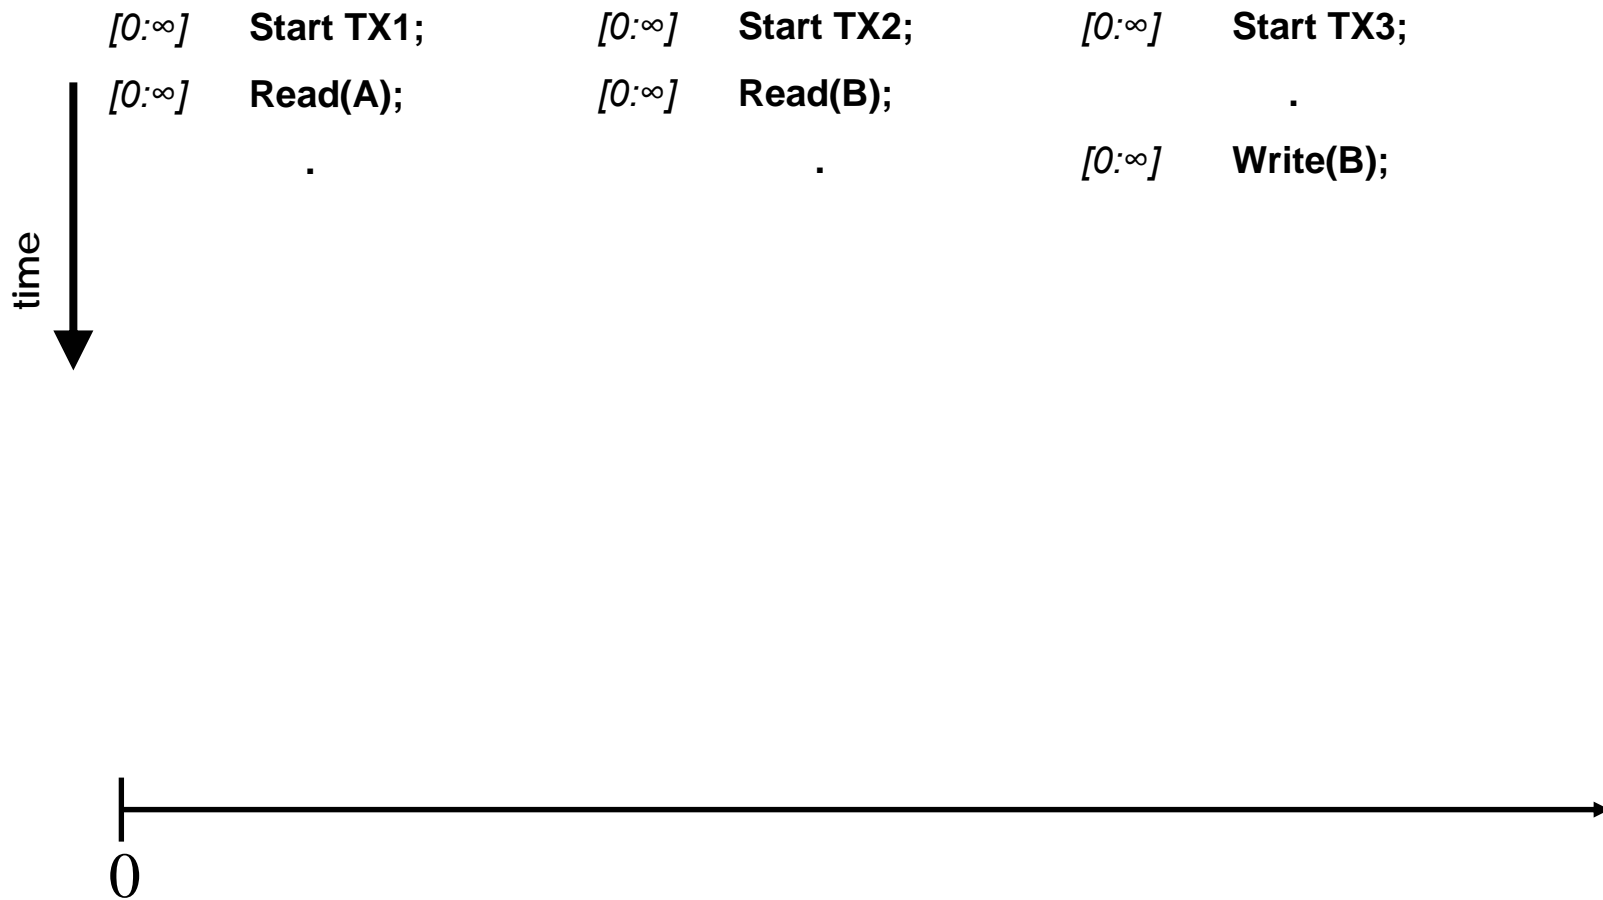 [0:∞] Start TX1; [0:∞] Start TX2; [0:∞] Start TX3;
[0:∞] Read(A); [0:∞] Read(B); .
. . [0:∞] Write(B);
time
0